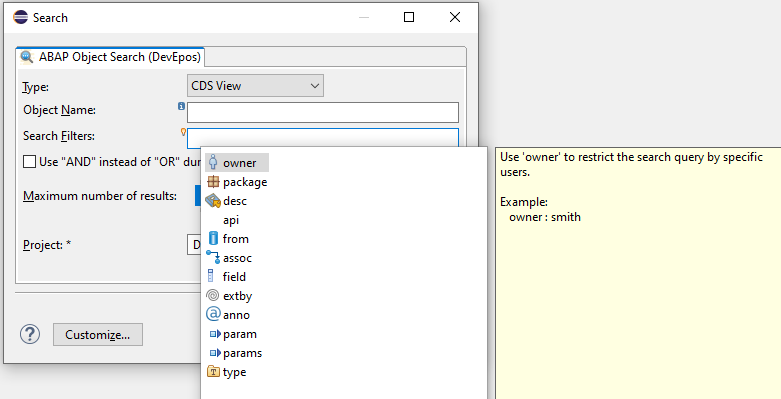 Search
ABAP Object Search (DevEpos)
Type:
CDS View
Object Name:
Search Filters:
Use "AND" instead of "OR" du
Maximum number of results:
Project: *
D
Customize...
owner
package
desc
api
from
assoc
field
extby
anno
param
params
type
Use 'owner' to restrict the search query by specific
users.
Example:
owner : smith